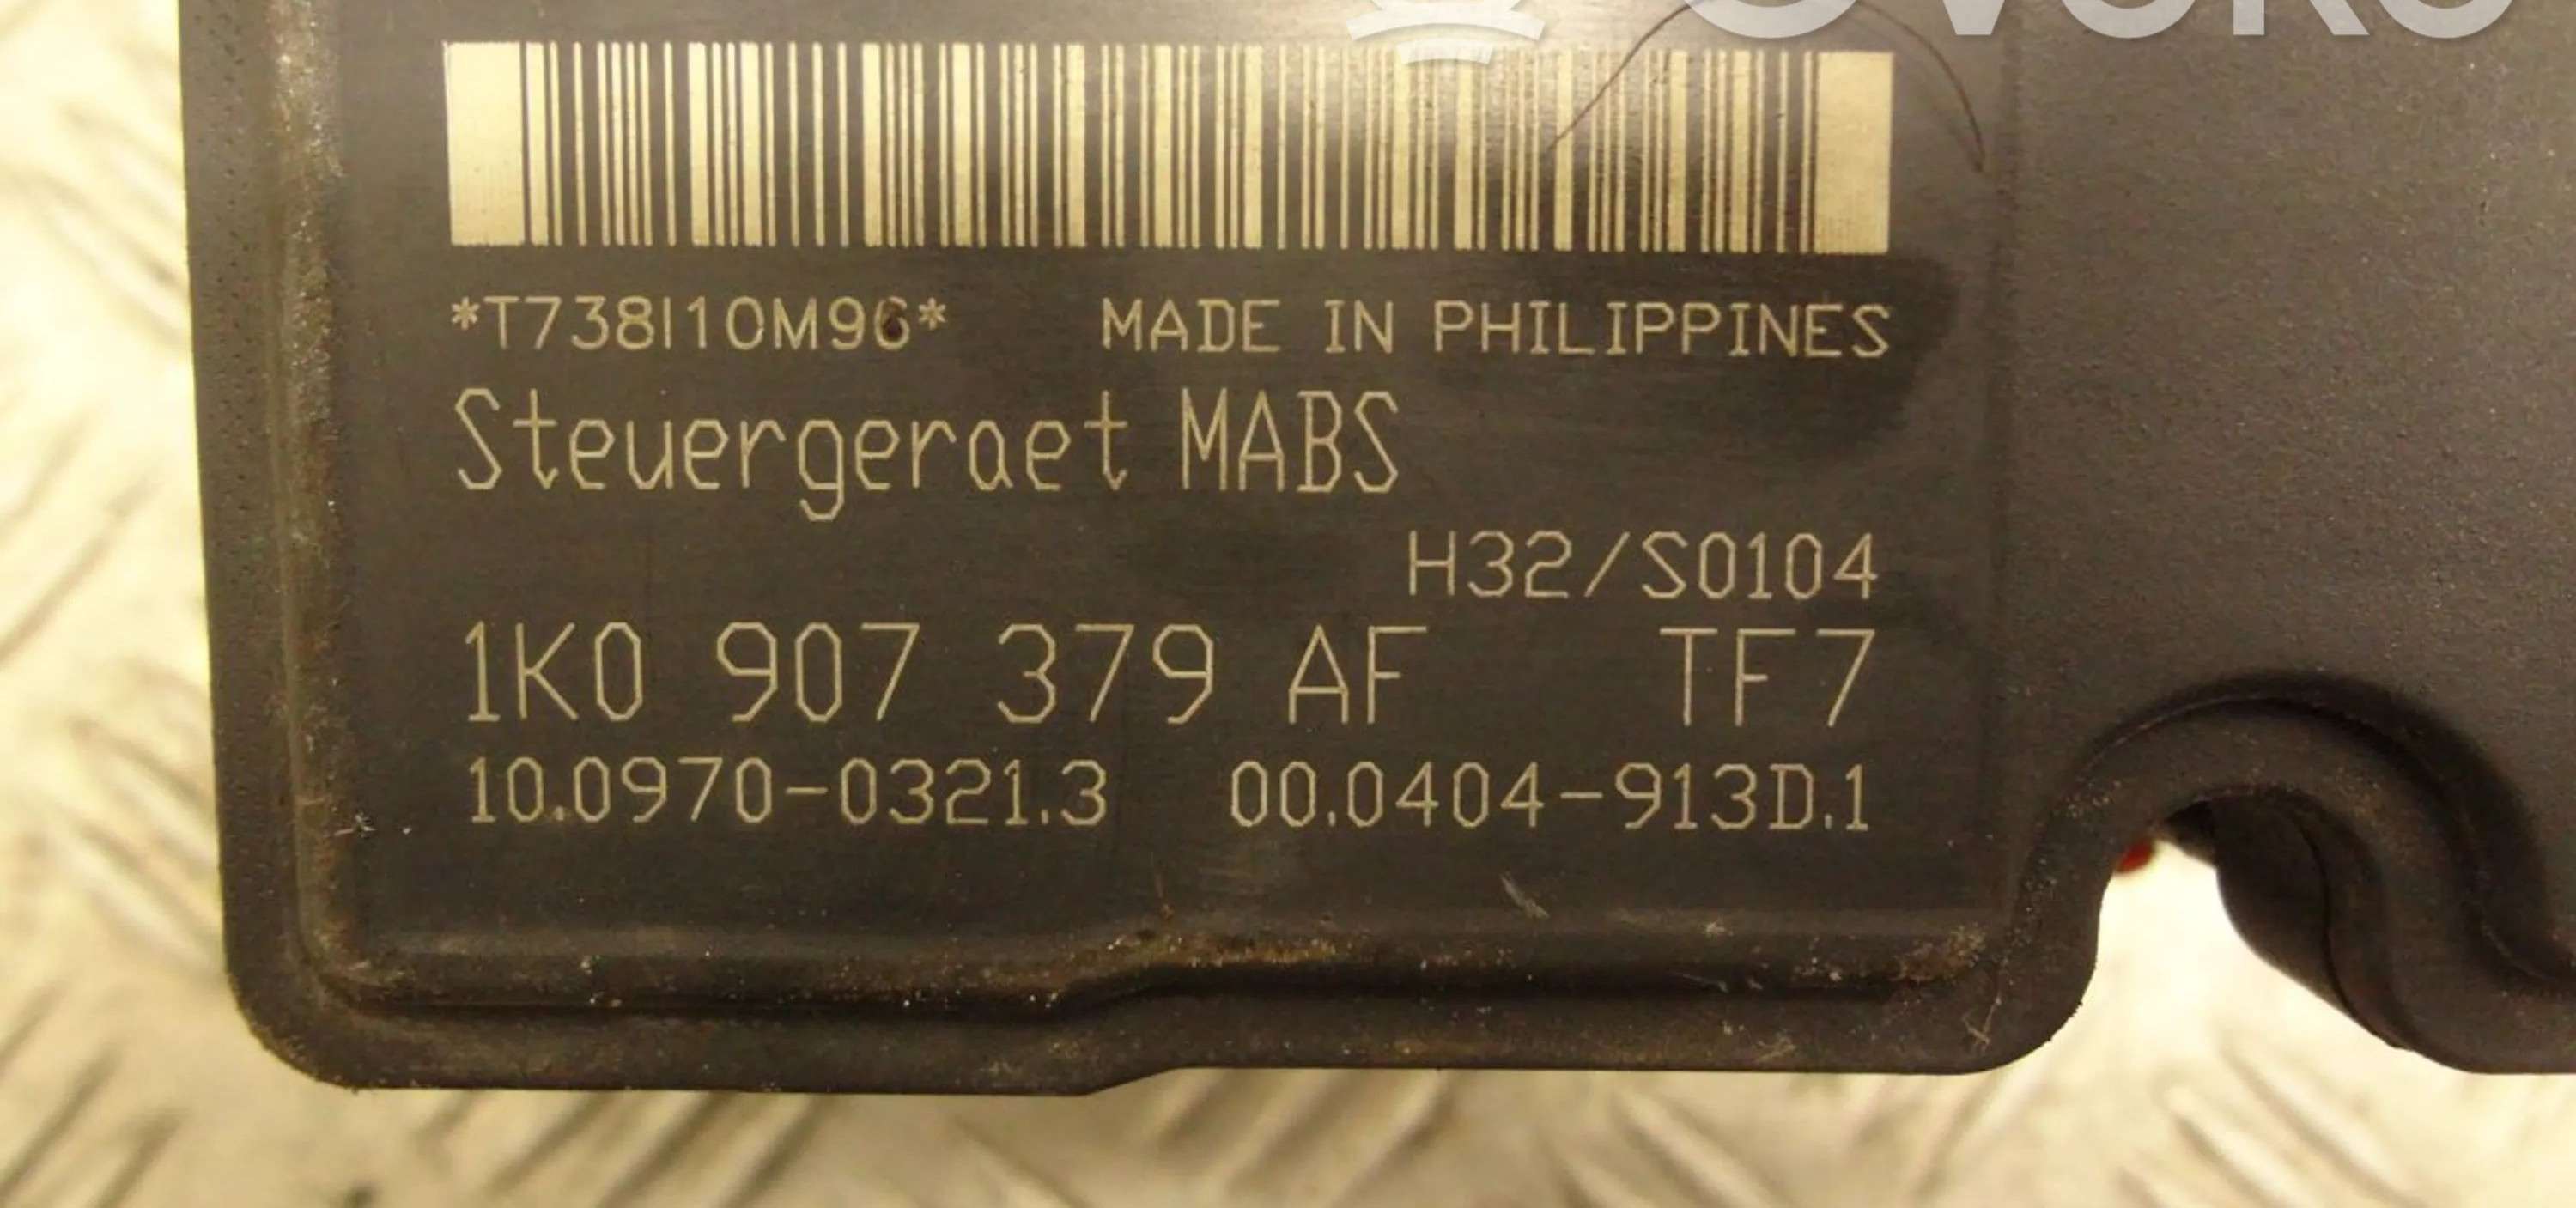 *T738I10M96* MADE IN PHILIPPINES
Steuergeraet MABS
H32/S0104
1K0 907 379 AF TF7
10.0970-0321.3 00.0404-913D.1